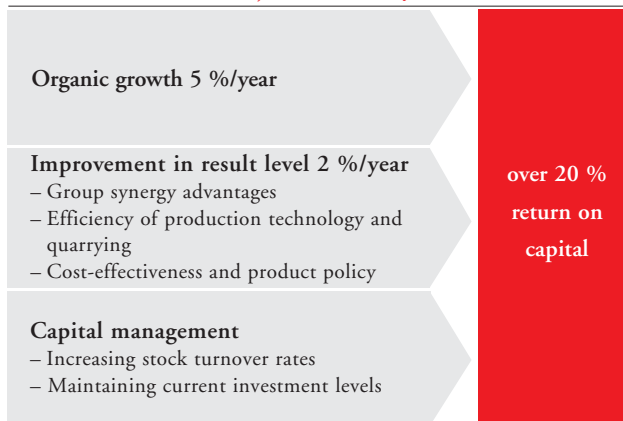 Organic growth 5 %/year
Improvement in result level 2 %/year
– Group synergy advantages
– Efficiency of production technology and
quarrying
– Cost-effectiveness and product policy
Capital management
– Increasing stock turnover rates
– Maintaining current investment levels
over 20 %
return on
capital